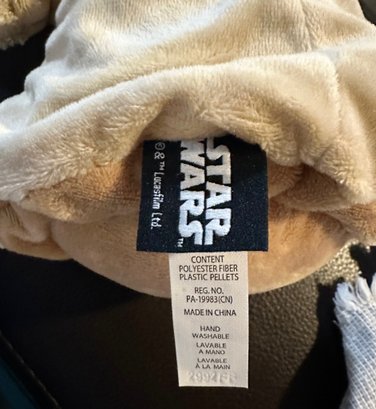 STAR
WARS™
©&™ Lucasfilm Ltd.
CONTENT
POLYESTER FIBER
PLASTIC PELLETS
REG. NO.
PA-19983(CN)
MADE IN CHINA
HAND
WASHABLE
LAVABLE
A MANO
LAVABLE
À LA MAIN